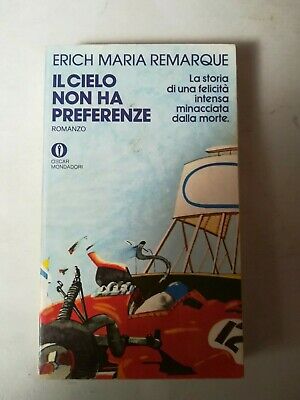 ERICH MARIA REMARQUE
IL CIELO
NON HA
PREFERENZE
ROMANZO
OSCAR
MONDADORI
La storia
di una felicità
intensa
minacciata
dalla morte.
12